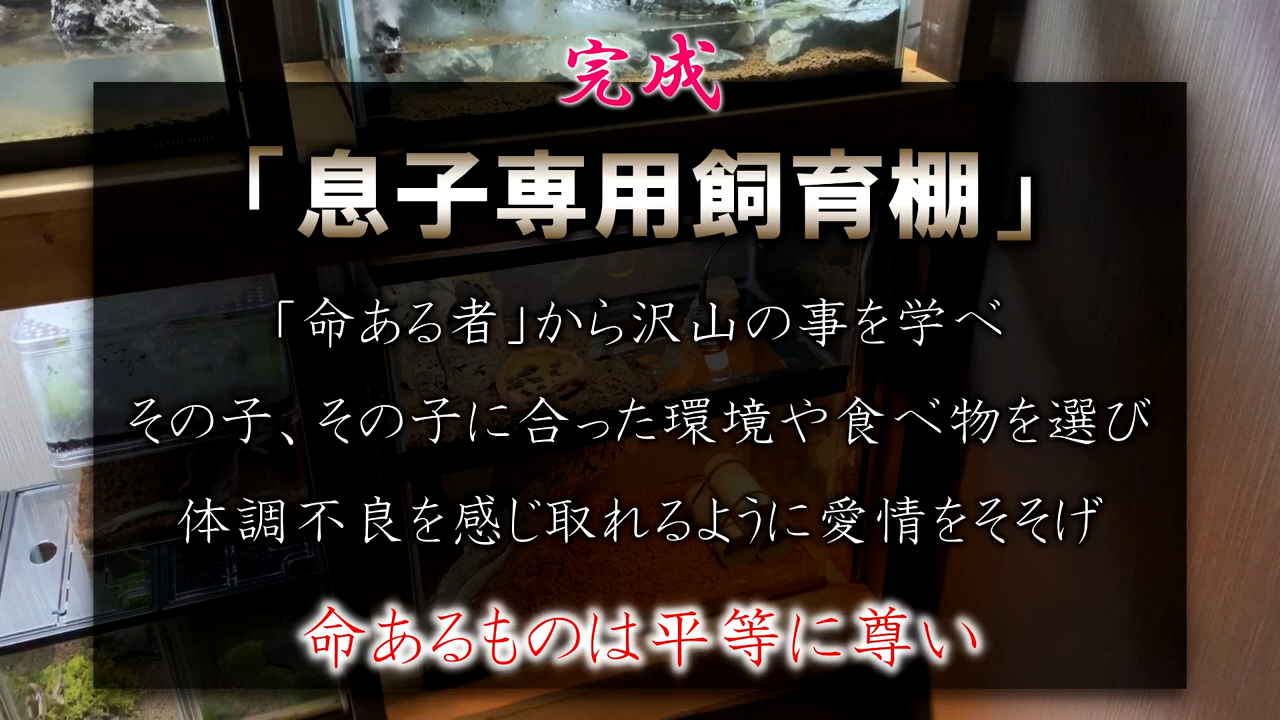 完成
「息子専用飼育棚」
「命ある者」から沢山の事を学べ
その子、その子に合った環境や食べ物を選び
体調不良を感じ取れるように愛情をそそげ
命あるものは平等に尊い